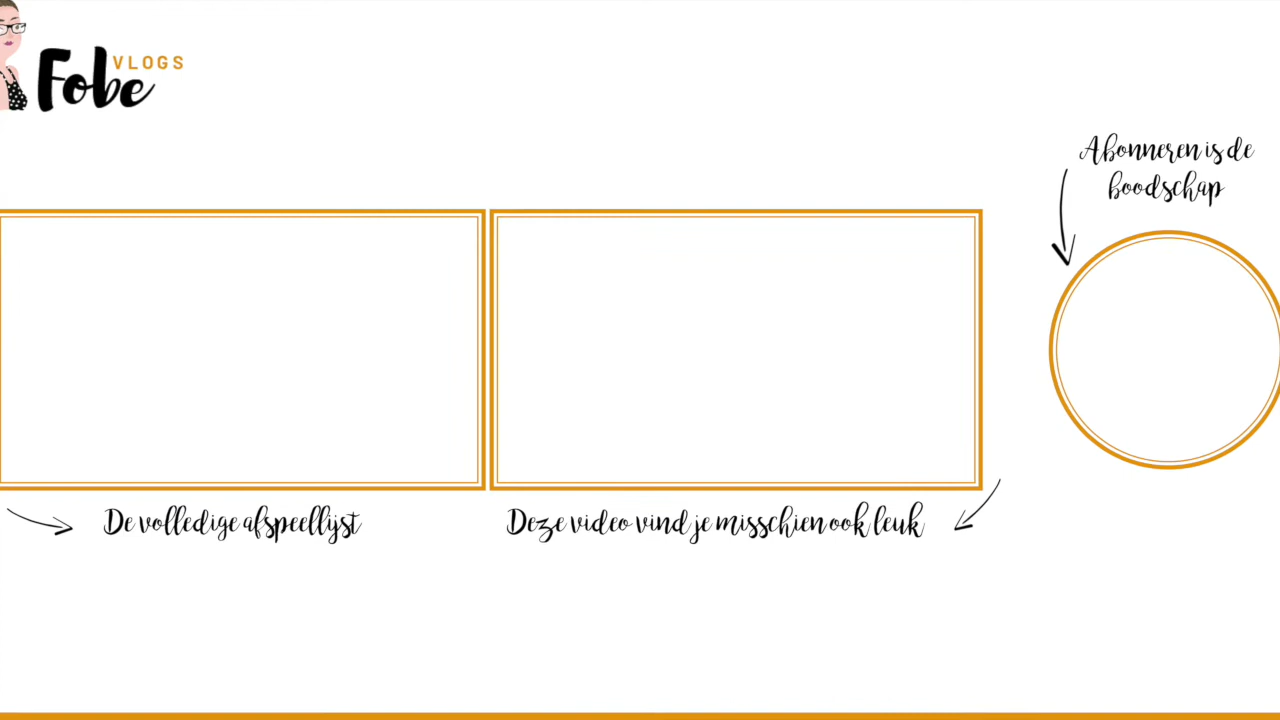 VLOGS
Fobe
Abonneren is de
boodschap
De volledige afspeellijst
Deze video vind je misschien ook leuk